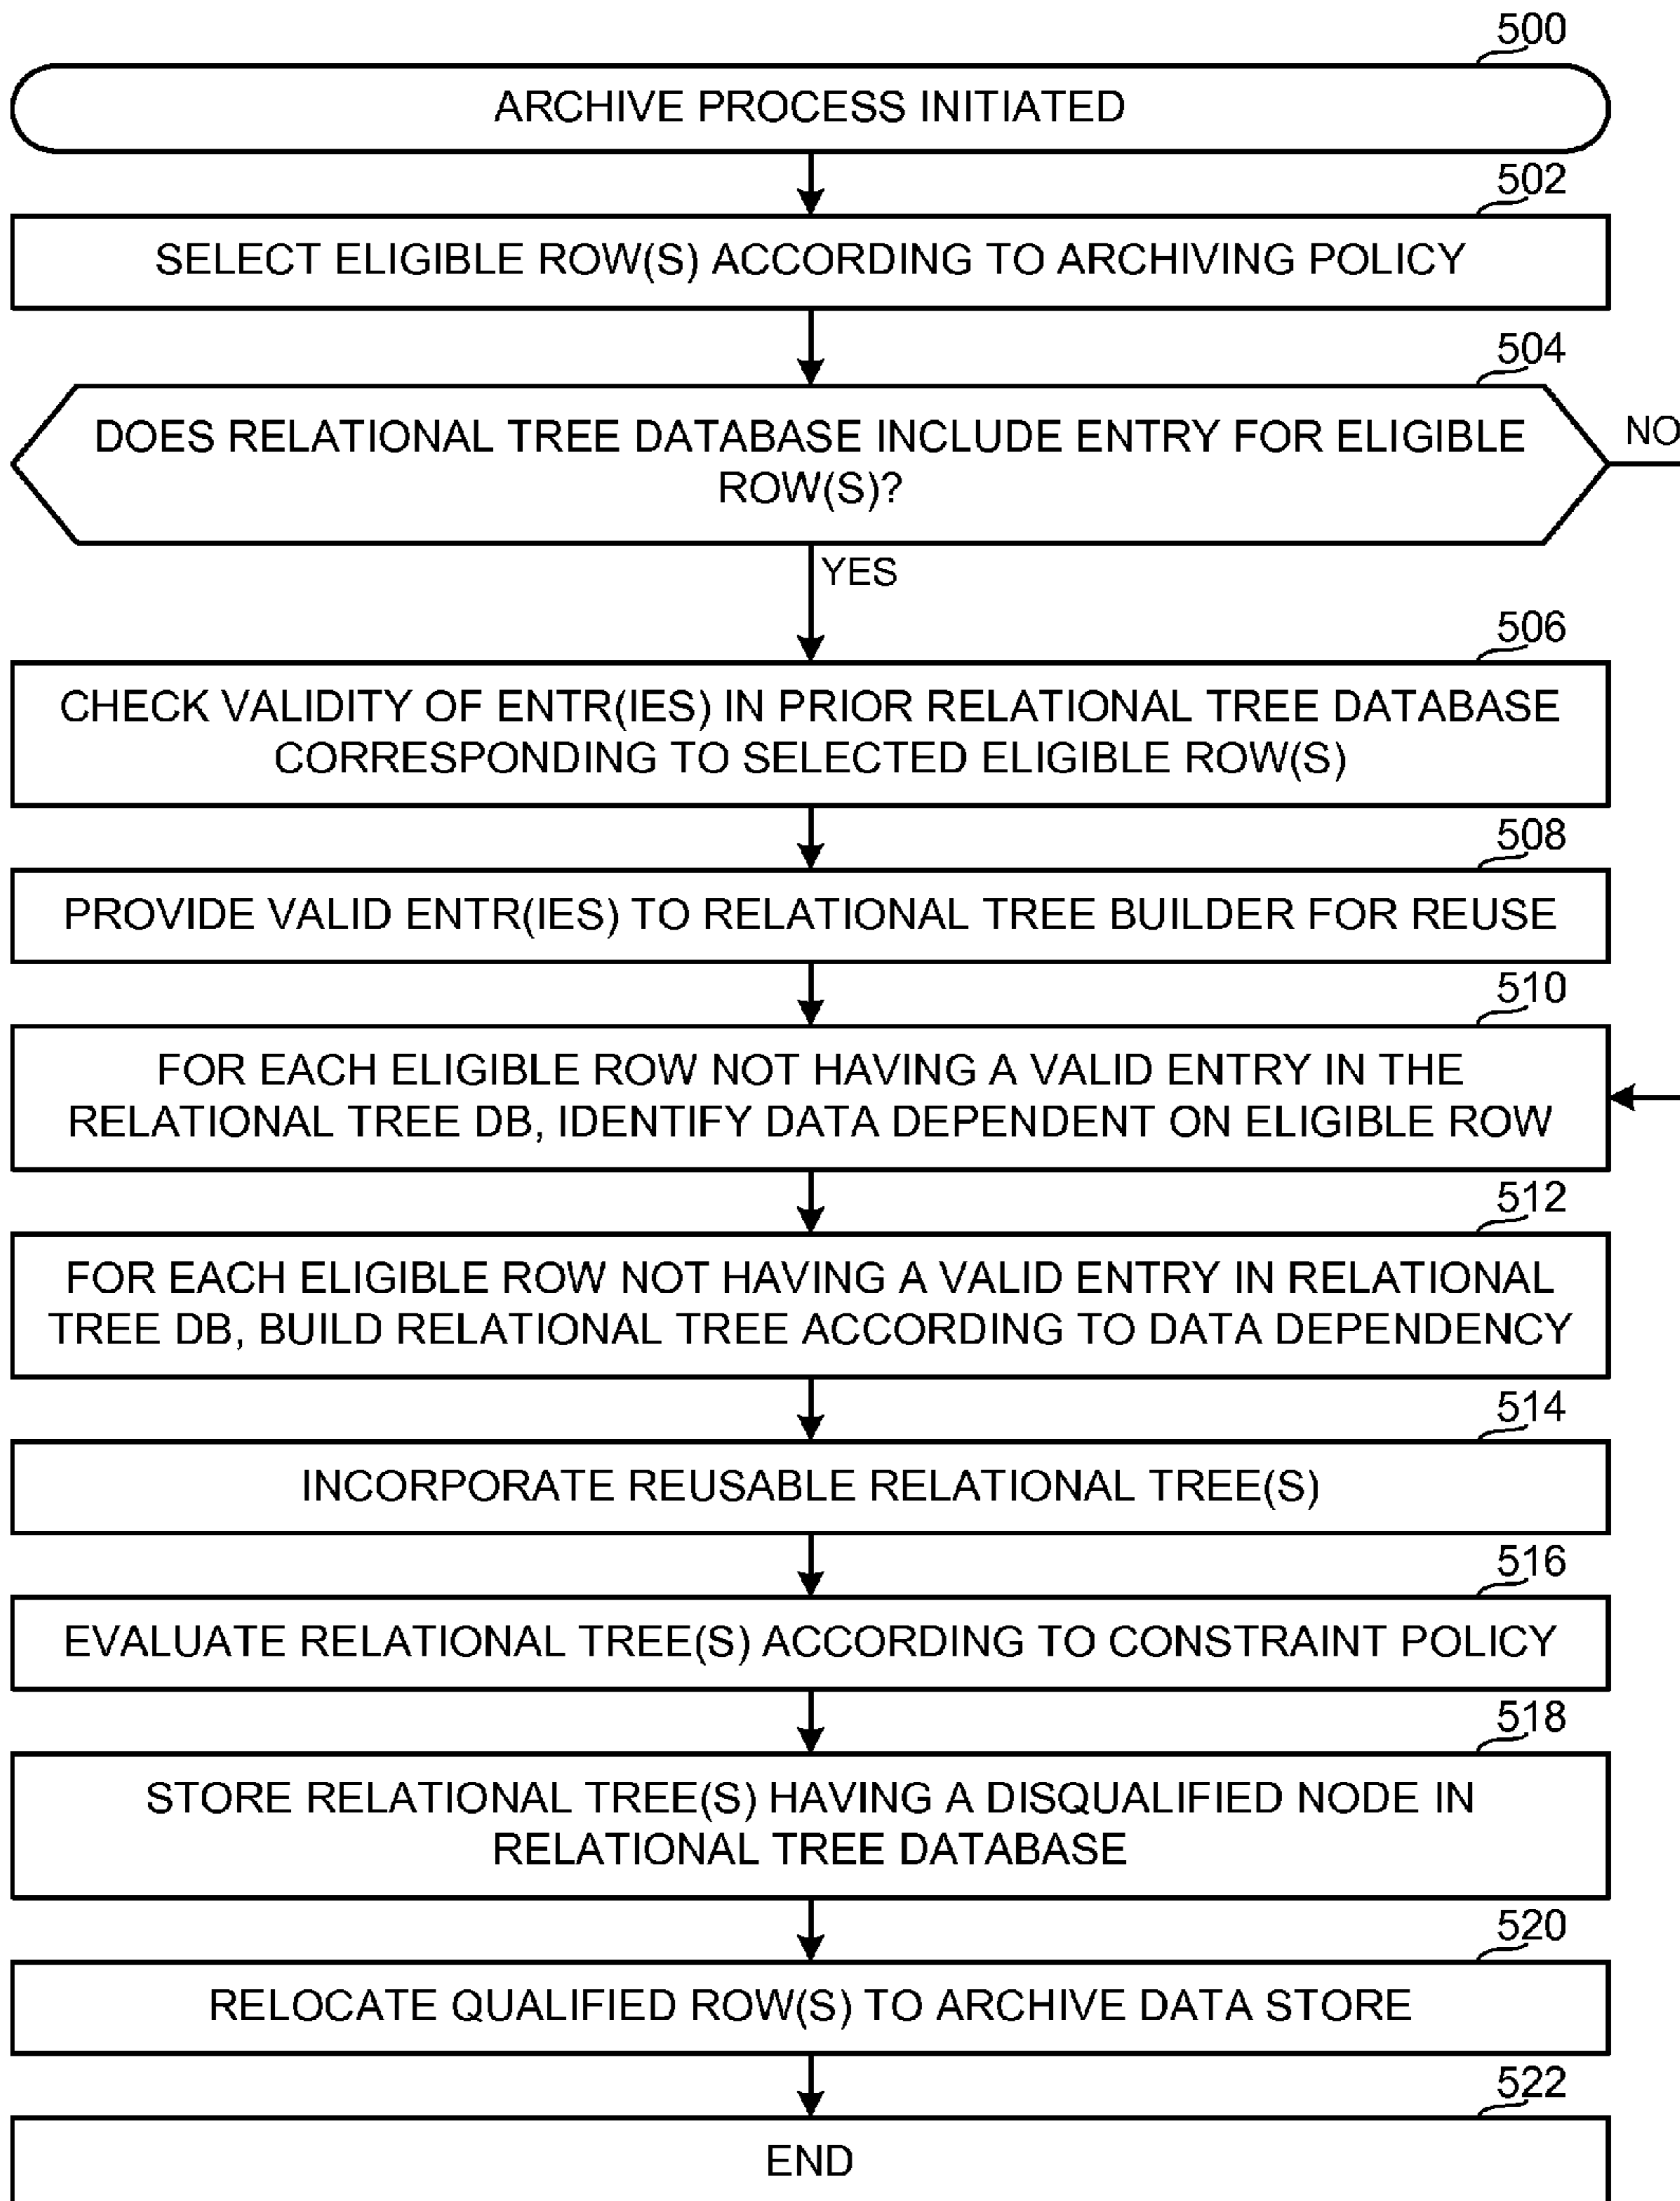 500
ARCHIVE PROCESS INITIATED
502
SELECT ELIGIBLE ROW(S) ACCORDING TO ARCHIVING POLICY
504
DOES RELATIONAL TREE DATABASE INCLUDE ENTRY FOR ELIGIBLE
ROW(S)?
NO
YES
506
CHECK VALIDITY OF ENTR(IES) IN PRIOR RELATIONAL TREE DATABASE
CORRESPONDING TO SELECTED ELIGIBLE ROW(S)
508
PROVIDE VALID ENTR(IES) TO RELATIONAL TREE BUILDER FOR REUSE
510
FOR EACH ELIGIBLE ROW NOT HAVING A VALID ENTRY IN THE
RELATIONAL TREE DB, IDENTIFY DATA DEPENDENT ON ELIGIBLE ROW
512
FOR EACH ELIGIBLE ROW NOT HAVING A VALID ENTRY IN RELATIONAL
TREE DB, BUILD RELATIONAL TREE ACCORDING TO DATA DEPENDENCY
514
INCORPORATE REUSABLE RELATIONAL TREE(S)
516
EVALUATE RELATIONAL TREE(S) ACCORDING TO CONSTRAINT POLICY
518
STORE RELATIONAL TREE(S) HAVING A DISQUALIFIED NODE IN
RELATIONAL TREE DATABASE
520
RELOCATE QUALIFIED ROW(S) TO ARCHIVE DATA STORE
522
END